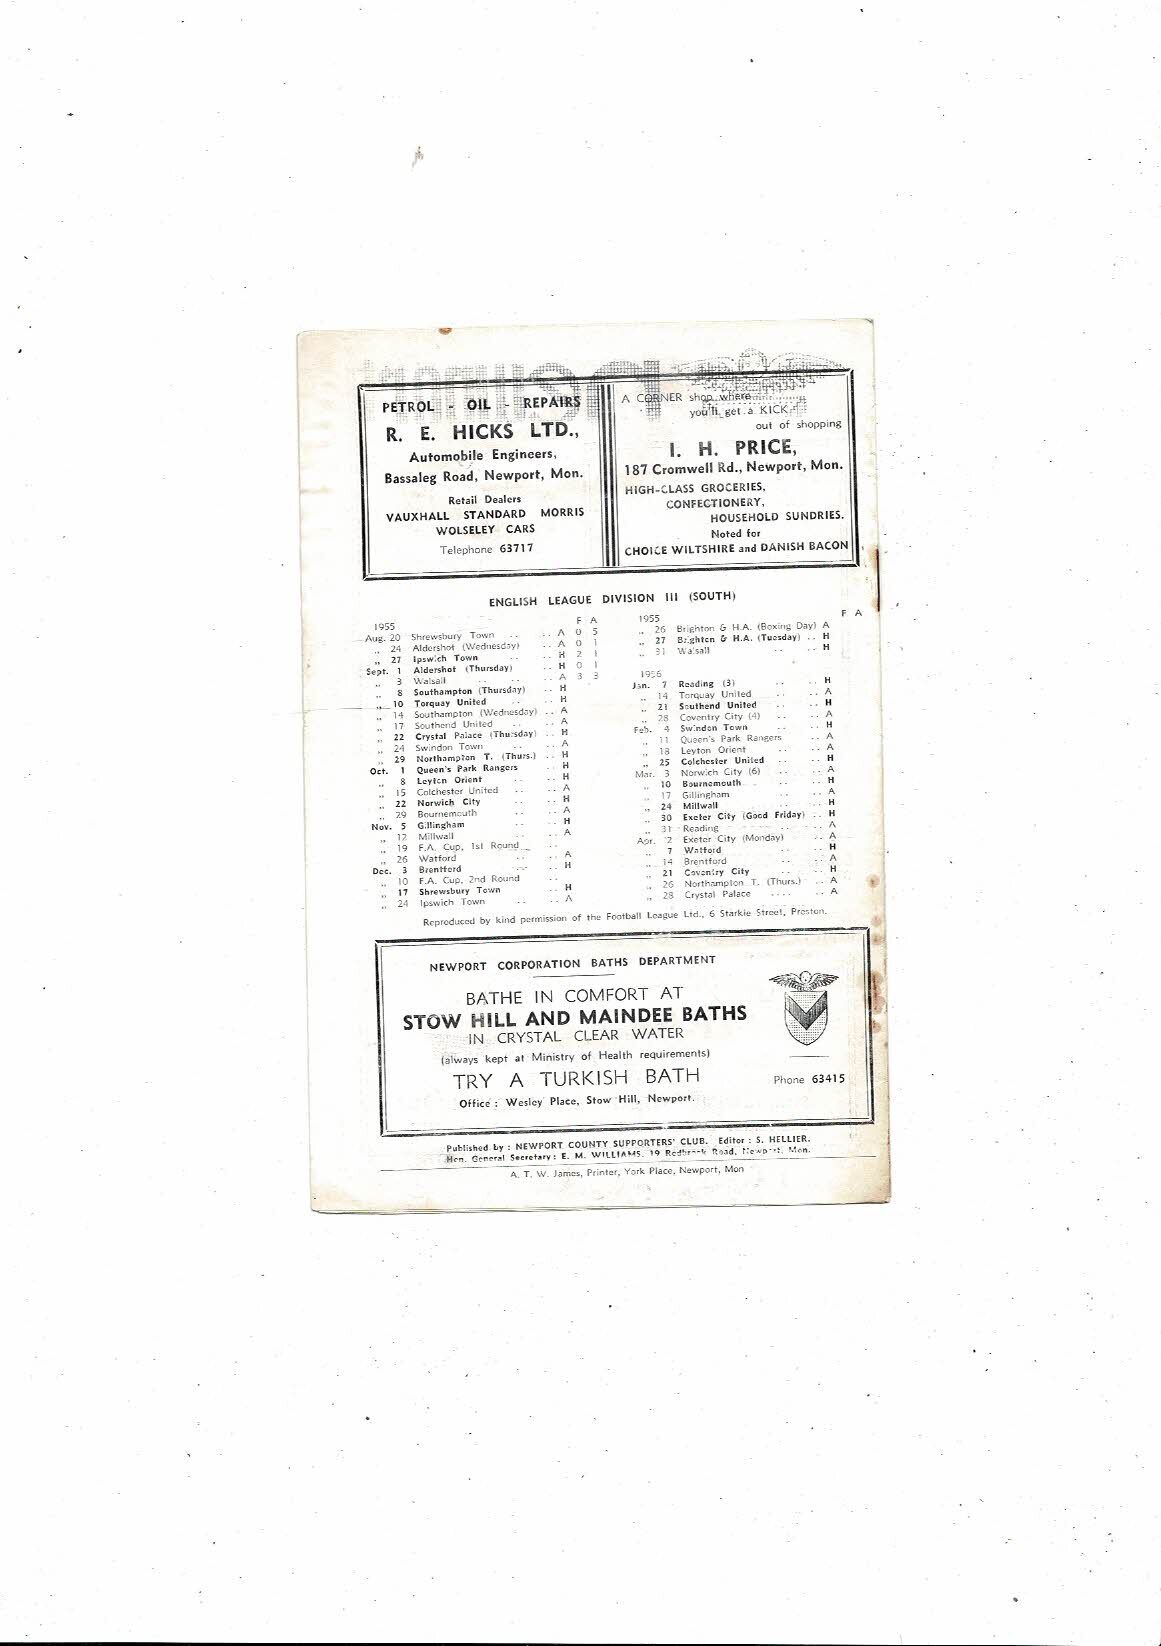 PETROL - OIL - REPAIRS
R. E. HICKS LTD.,
Automobile Engineers,
Bassaleg Road, Newport, Mon.
Retail Dealers
VAUXHALL STANDARD MORRIS
WOLSELEY CARS
Telephone 63717
A CORNER shop where
you'll get a KICK
out of shopping
I. H. PRICE,
187 Cromwell Rd., Newport, Mon.
HIGH-CLASS GROCERIES,
CONFECTIONERY,
HOUSEHOLD SUNDRIES.
Noted for
CHOICE WILTSHIRE and DANISH BACON
ENGLISH LEAGUE DIVISION III (SOUTH)
1955 F A
Aug. 20 Shrewsbury Town .. .. A 0 5
„ 24 Aldershot (Wednesday) .. A 0 1
„ 27 Ipswich Town .. .. H 2 1
Sept. 1 Aldershot (Thursday) .. H 0 1
„ 3 Walsall .. .. .. A 3 3
„ 8 Southampton (Thursday) .. H
„ 10 Torquay United .. .. H
„ 14 Southampton (Wednesday) .. A
„ 17 Southend United .. .. A
„ 22 Crystal Palace (Thursday) .. H
„ 24 Swindon Town .. .. A
„ 29 Northampton T. (Thurs.) .. H
Oct. 1 Queen's Park Rangers .. H
„ 8 Leyton Orient .. .. H
„ 15 Colchester United .. .. A
„ 22 Norwich City .. .. H
„ 29 Bournemouth .. .. A
Nov. 5 Gillingham .. .. H
„ 12 Millwall .. .. A
„ 19 F.A. Cup, 1st Round ..
„ 26 Watford .. .. A
Dec. 3 Brentford .. .. H
„ 10 F.A. Cup, 2nd Round ..
„ 17 Shrewsbury Town .. H
„ 24 Ipswich Town .. .. A
1955 F A
„ 26 Brighton & H.A. (Boxing Day) A
„ 27 Brighton & H.A. (Tuesday) .. H
„ 31 Walsall .. .. H
1956
Jan. 7 Reading (3) .. .. H
„ 14 Torquay United .. .. A
„ 21 Southend United .. .. H
„ 28 Coventry City (4) .. .. A
Feb. 4 Swindon Town .. .. H
„ 11 Queen's Park Rangers .. A
„ 18 Leyton Orient .. .. A
„ 25 Colchester United .. .. H
Mar. 3 Norwich City (6) .. .. A
„ 10 Bournemouth .. .. H
„ 17 Gillingham .. .. A
„ 24 Millwall .. .. H
„ 30 Exeter City (Good Friday) .. H
„ 31 Reading .. .. A
Apr. 2 Exeter City (Monday) .. A
„ 7 Watford .. .. H
„ 14 Brentford .. .. A
„ 21 Coventry City .. .. H
„ 26 Northampton T. (Thurs.) .. A
„ 28 Crystal Palace .... .. A
Reproduced by kind permission of the Football League Ltd., 6 Starkie Street, Preston.
NEWPORT CORPORATION BATHS DEPARTMENT
BATHE IN COMFORT AT
STOW HILL AND MAINDEE BATHS
IN CRYSTAL CLEAR WATER
(always kept at Ministry of Health requirements)
TRY A TURKISH BATH
Phone 63415
Office : Wesley Place, Stow Hill, Newport.
Published by : NEWPORT COUNTY SUPPORTERS' CLUB. Editor : S. HELLIER.
Hon. General Secretary : E. M. WILLIAMS, 19 Redbrook Road, Newport, Mon.
A. T. W. James, Printer, York Place, Newport, Mon